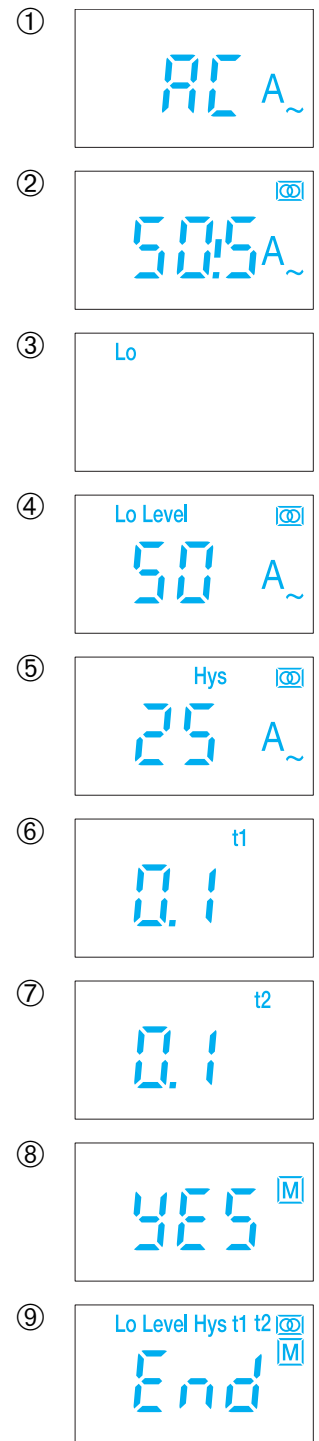 ①
AC A~
②
50:5 A~
③
Lo
④
Lo Level
50 A~
⑤
Hys
25 A~
⑥
t1
0.1
⑦
t2
0.1
⑧
M
YES
⑨
Lo Level Hys t1 t2
M
End